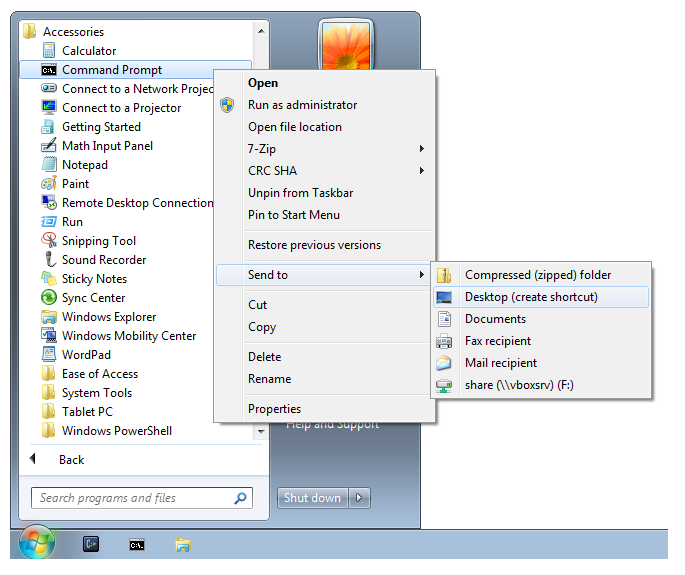 Accessories
Calculator
Command Prompt
Connect to a Network Projec
Connect to a Projector
Getting Started
Math Input Panel
Notepad
Paint
Remote Desktop Connection
Run
Snipping Tool
Sound Recorder
Sticky Notes
Sync Center
Windows Explorer
Windows Mobility Center
WordPad
Ease of Access
System Tools
Tablet PC
Windows PowerShell
Back
Search programs and files
Open
Run as administrator
Open file location
7-Zip
CRC SHA
Unpin from Taskbar
Pin to Start Menu
Restore previous versions
Send to
Cut
Copy
Delete
Rename
Properties
Compressed (zipped) folder
Desktop (create shortcut)
Documents
Fax recipient
Mail recipient
share (\\vboxsrv) (F:)
Help and Support
Shut down